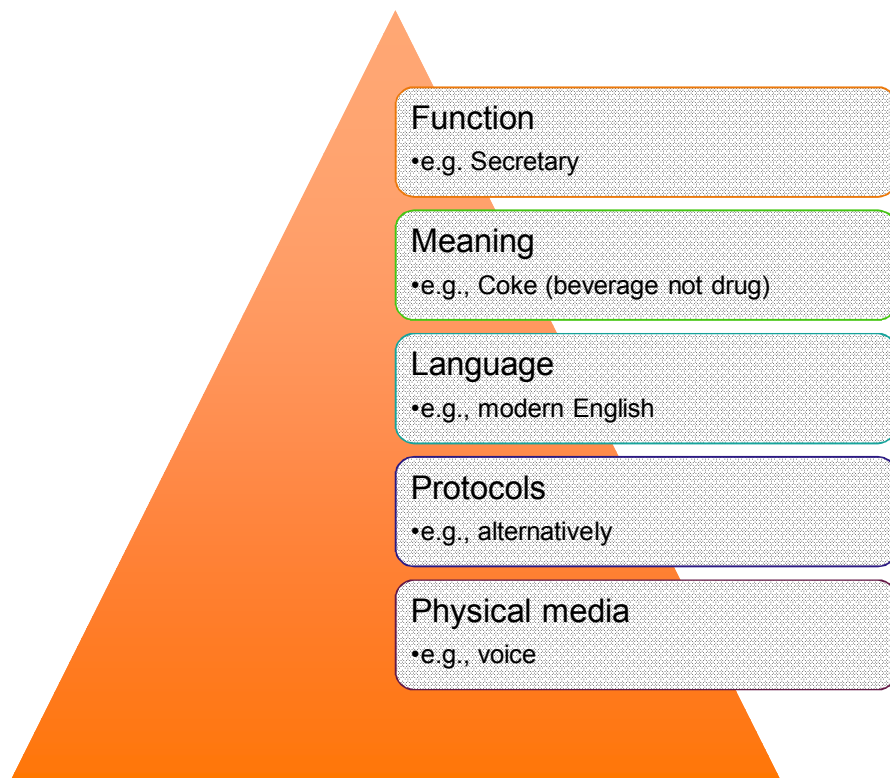 Function
•e.g. Secretary
Meaning
•e.g., Coke (beverage not drug)
Language
•e.g., modern English
Protocols
•e.g., alternatively
Physical media
•e.g., voice